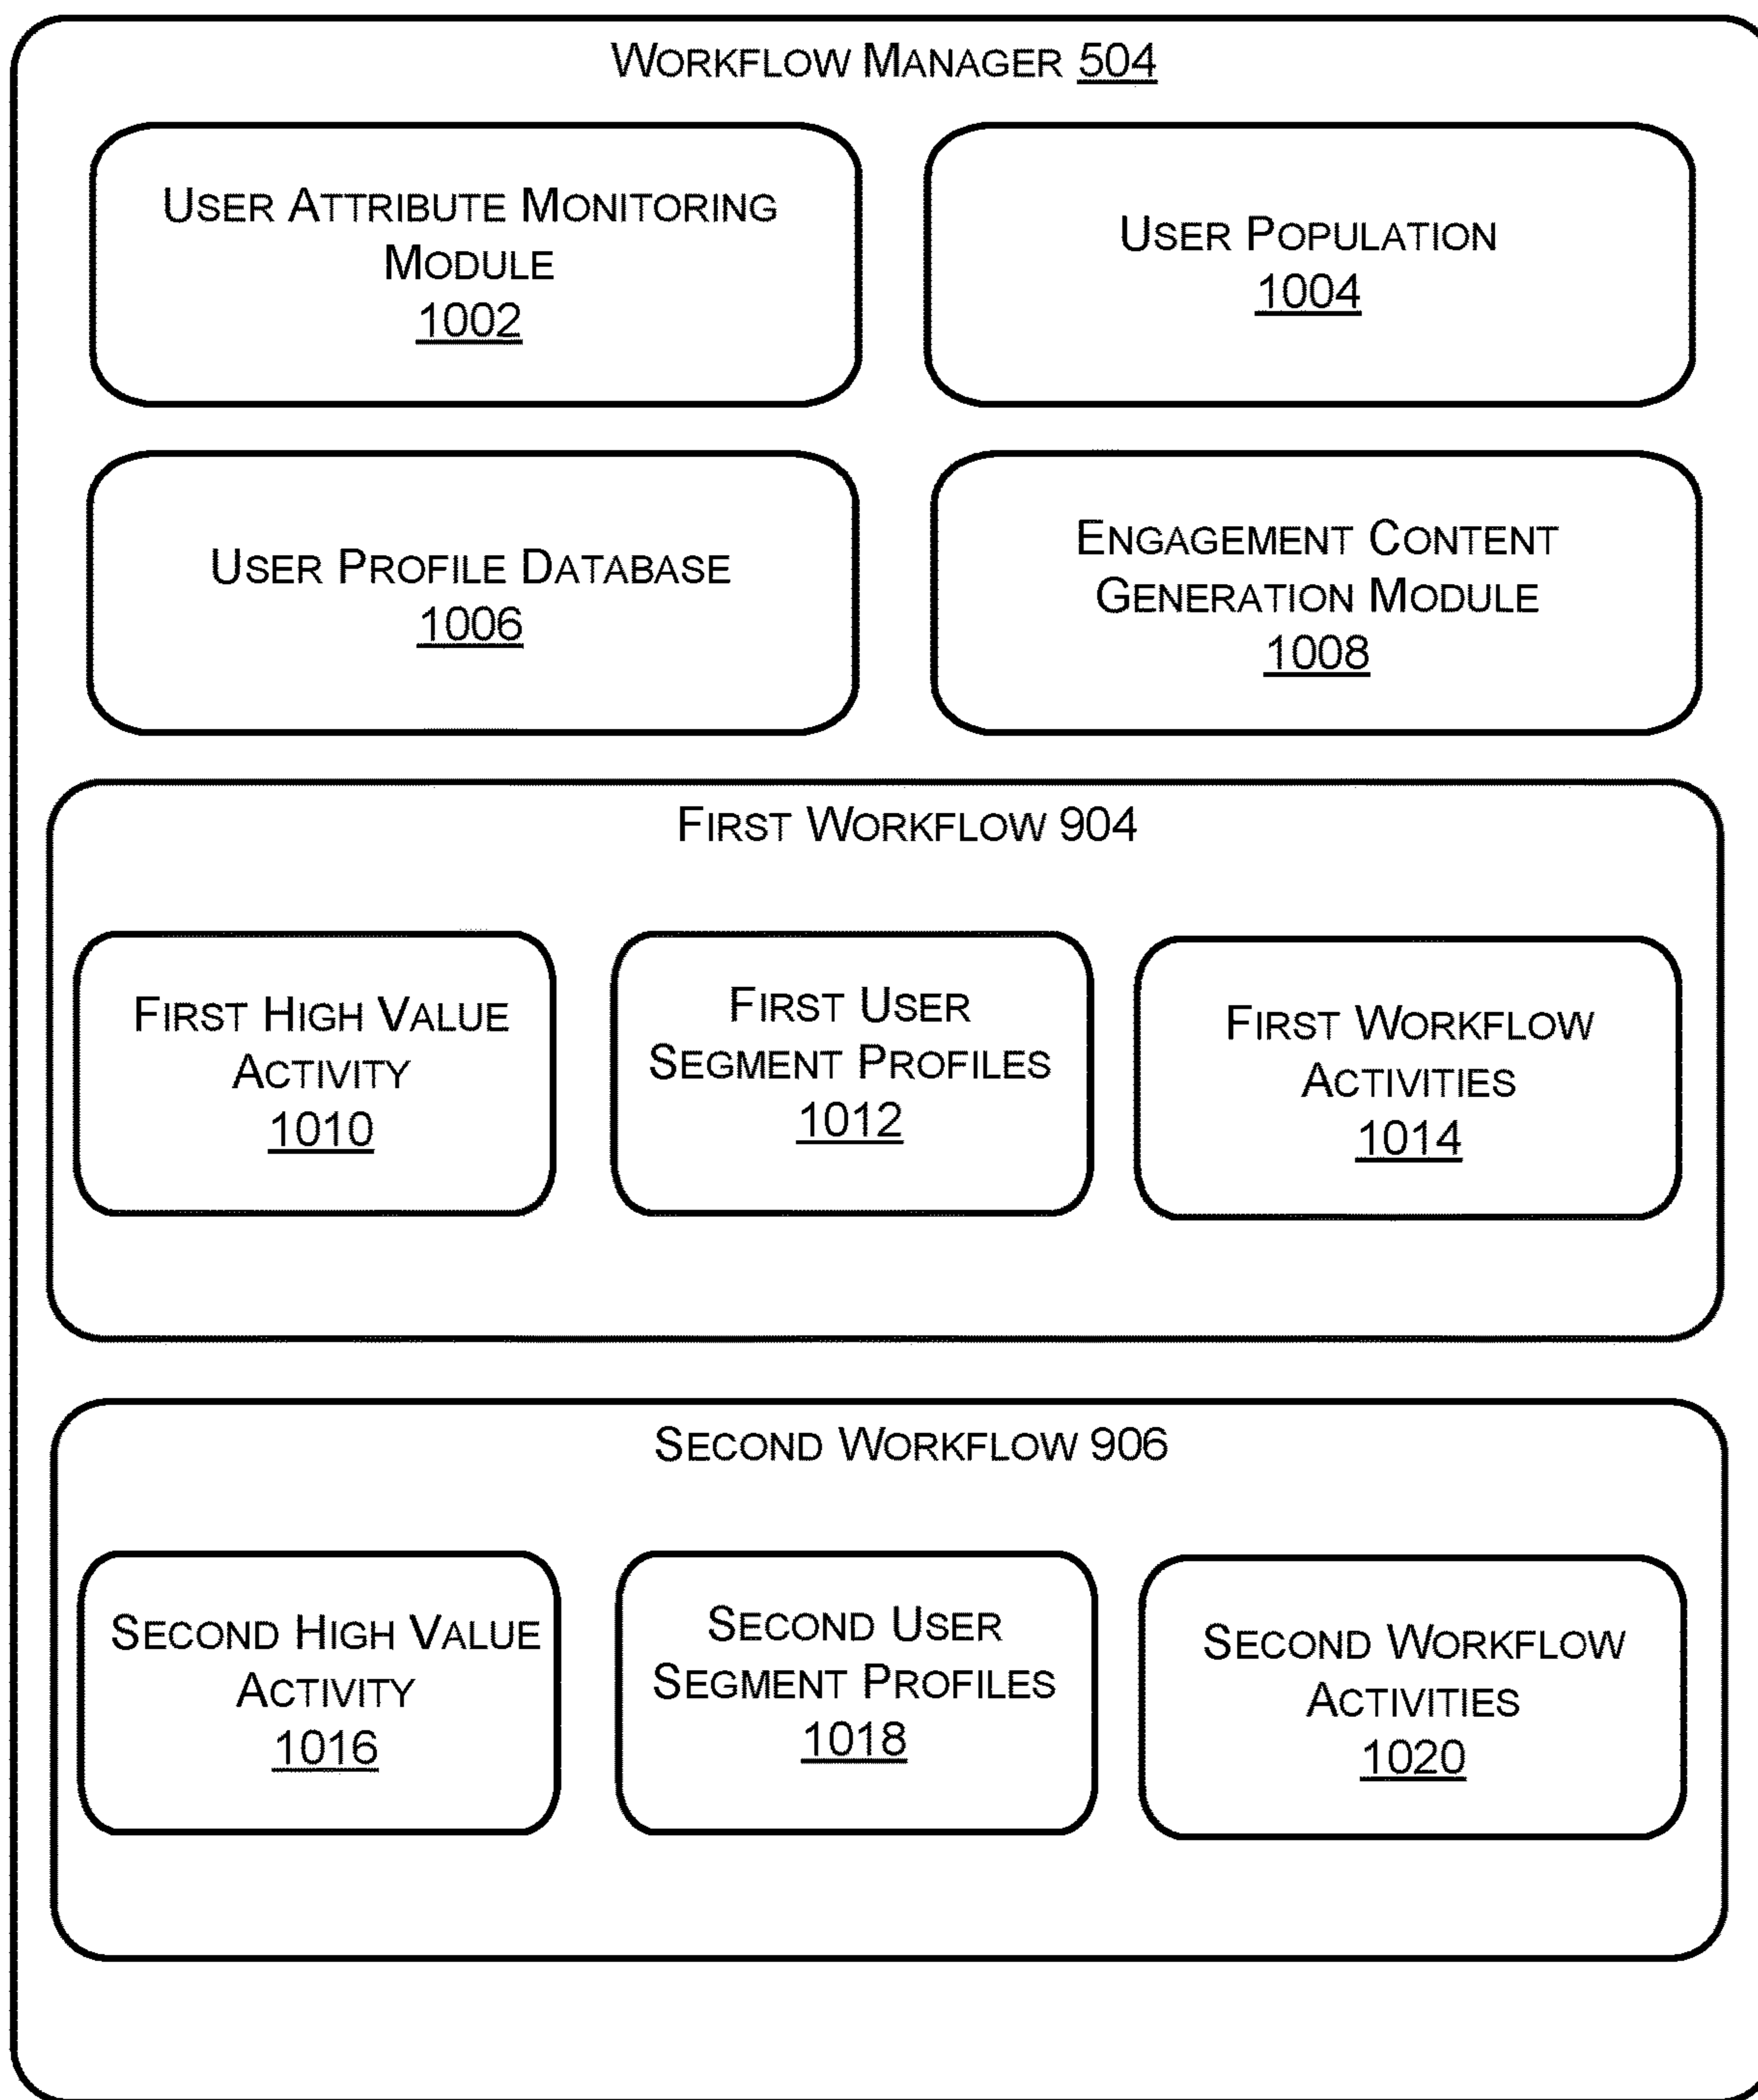 WORKFLOW MANAGER 504
USER ATTRIBUTE MONITORING
MODULE
1002
USER POPULATION
1004
USER PROFILE DATABASE
1006
ENGAGEMENT CONTENT
GENERATION MODULE
1008
FIRST WORKFLOW 904
FIRST HIGH VALUE
ACTIVITY
1010
FIRST USER
SEGMENT PROFILES
1012
FIRST WORKFLOW
ACTIVITIES
1014
SECOND WORKFLOW 906
SECOND HIGH VALUE
ACTIVITY
1016
SECOND USER
SEGMENT PROFILES
1018
SECOND WORKFLOW
ACTIVITIES
1020